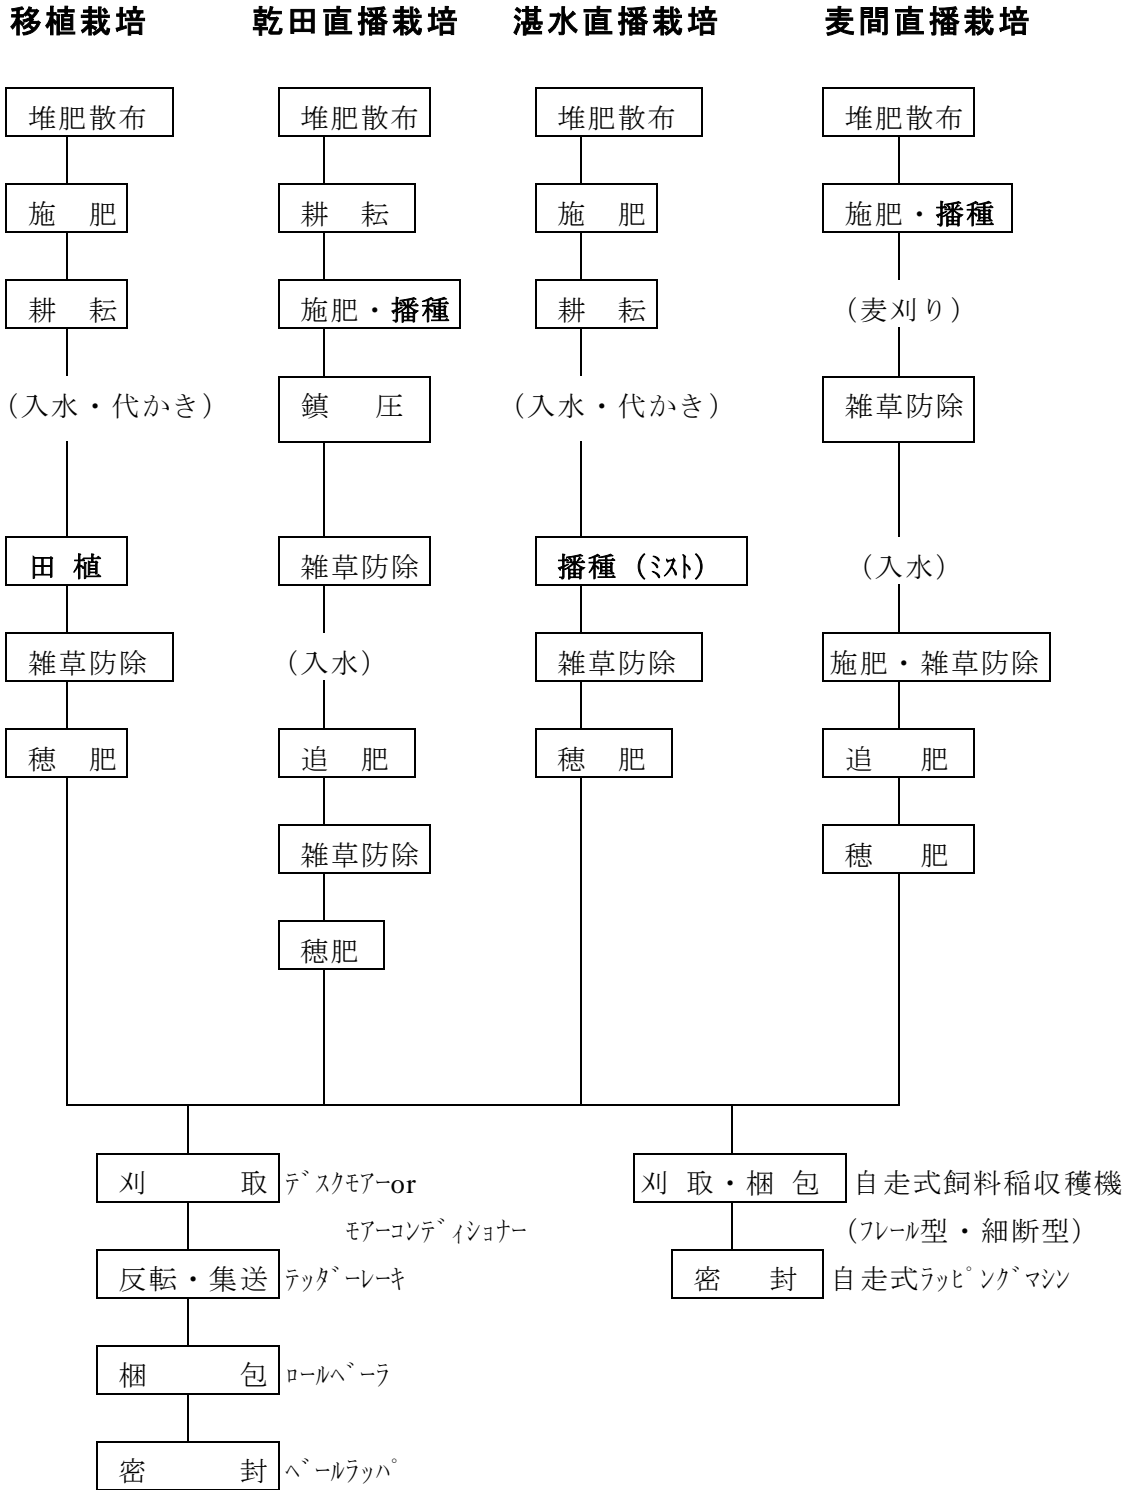 移植栽培
乾田直播栽培
湛水直播栽培
麦間直播栽培
堆肥散布
施　肥
耕　耘
（入水・代かき）
田 植
雑草防除
穂　肥
堆肥散布
耕　耘
施肥・播種
鎮　圧
雑草防除
（入水）
追　肥
雑草防除
穂肥
堆肥散布
施　肥
耕　耘
（入水・代かき）
播種（ﾐｽﾄ）
雑草防除
穂　肥
堆肥散布
施肥・播種
（麦刈り）
雑草防除
（入水）
施肥・雑草防除
追　肥
穂　肥
刈　取 ﾃﾞｨｽｸﾓｱｰor
ﾓｱｰｺﾝﾃﾞｨｼｮﾅｰ
反転・集送 ﾃｯﾀﾞｰﾚｰｷ
梱　包 ﾛｰﾙﾍﾞｰﾗ
密　封 ﾍﾞｰﾙﾗｯﾊﾟ
刈 取・梱 包 自走式飼料稲収穫機
（ﾌﾚｰﾙ型・細断型）
密　封 自走式ﾗｯﾋﾟﾝｸﾞﾏｼﾝ